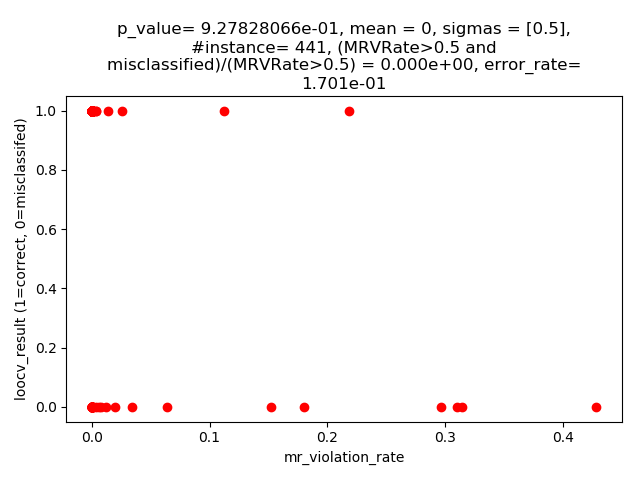 p_value= 9.27828066e-01, mean = 0, sigmas = [0.5],
#instance= 441, (MRVRate>0.5 and
misclassified)/(MRVRate>0.5) = 0.000e+00, error_rate=
1.701e-01
loocv_result (1=correct, 0=misclassifed)
1.0
0.8
0.6
0.4
0.2
0.0
0.0 0.1 0.2 0.3 0.4
mr_violation_rate